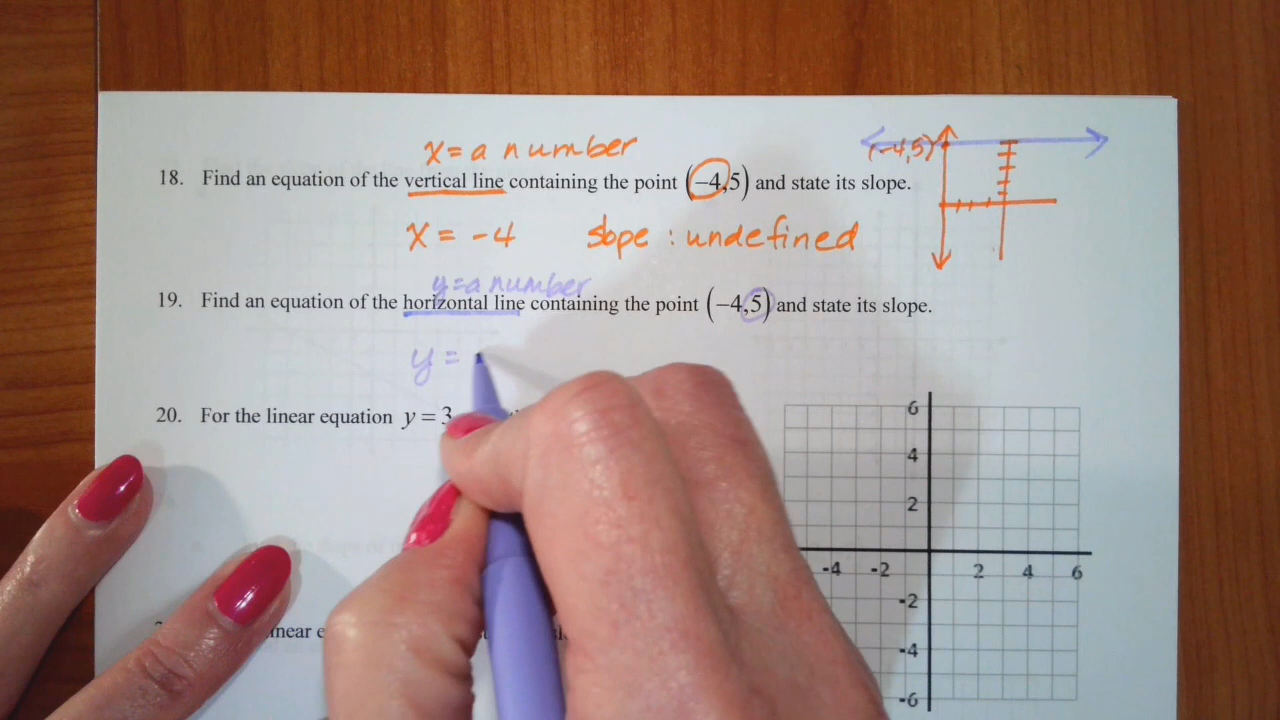 x = a number
(-4,5)
18. Find an equation of the vertical line containing the point (−4,5) and state its slope.
x = -4 slope : undefined
y = a number
19. Find an equation of the horizontal line containing the point (−4,5) and state its slope.
y =
20. For the linear equation y = 3
6
4
2
-4 -2 2 4 6
-2
-4
-6